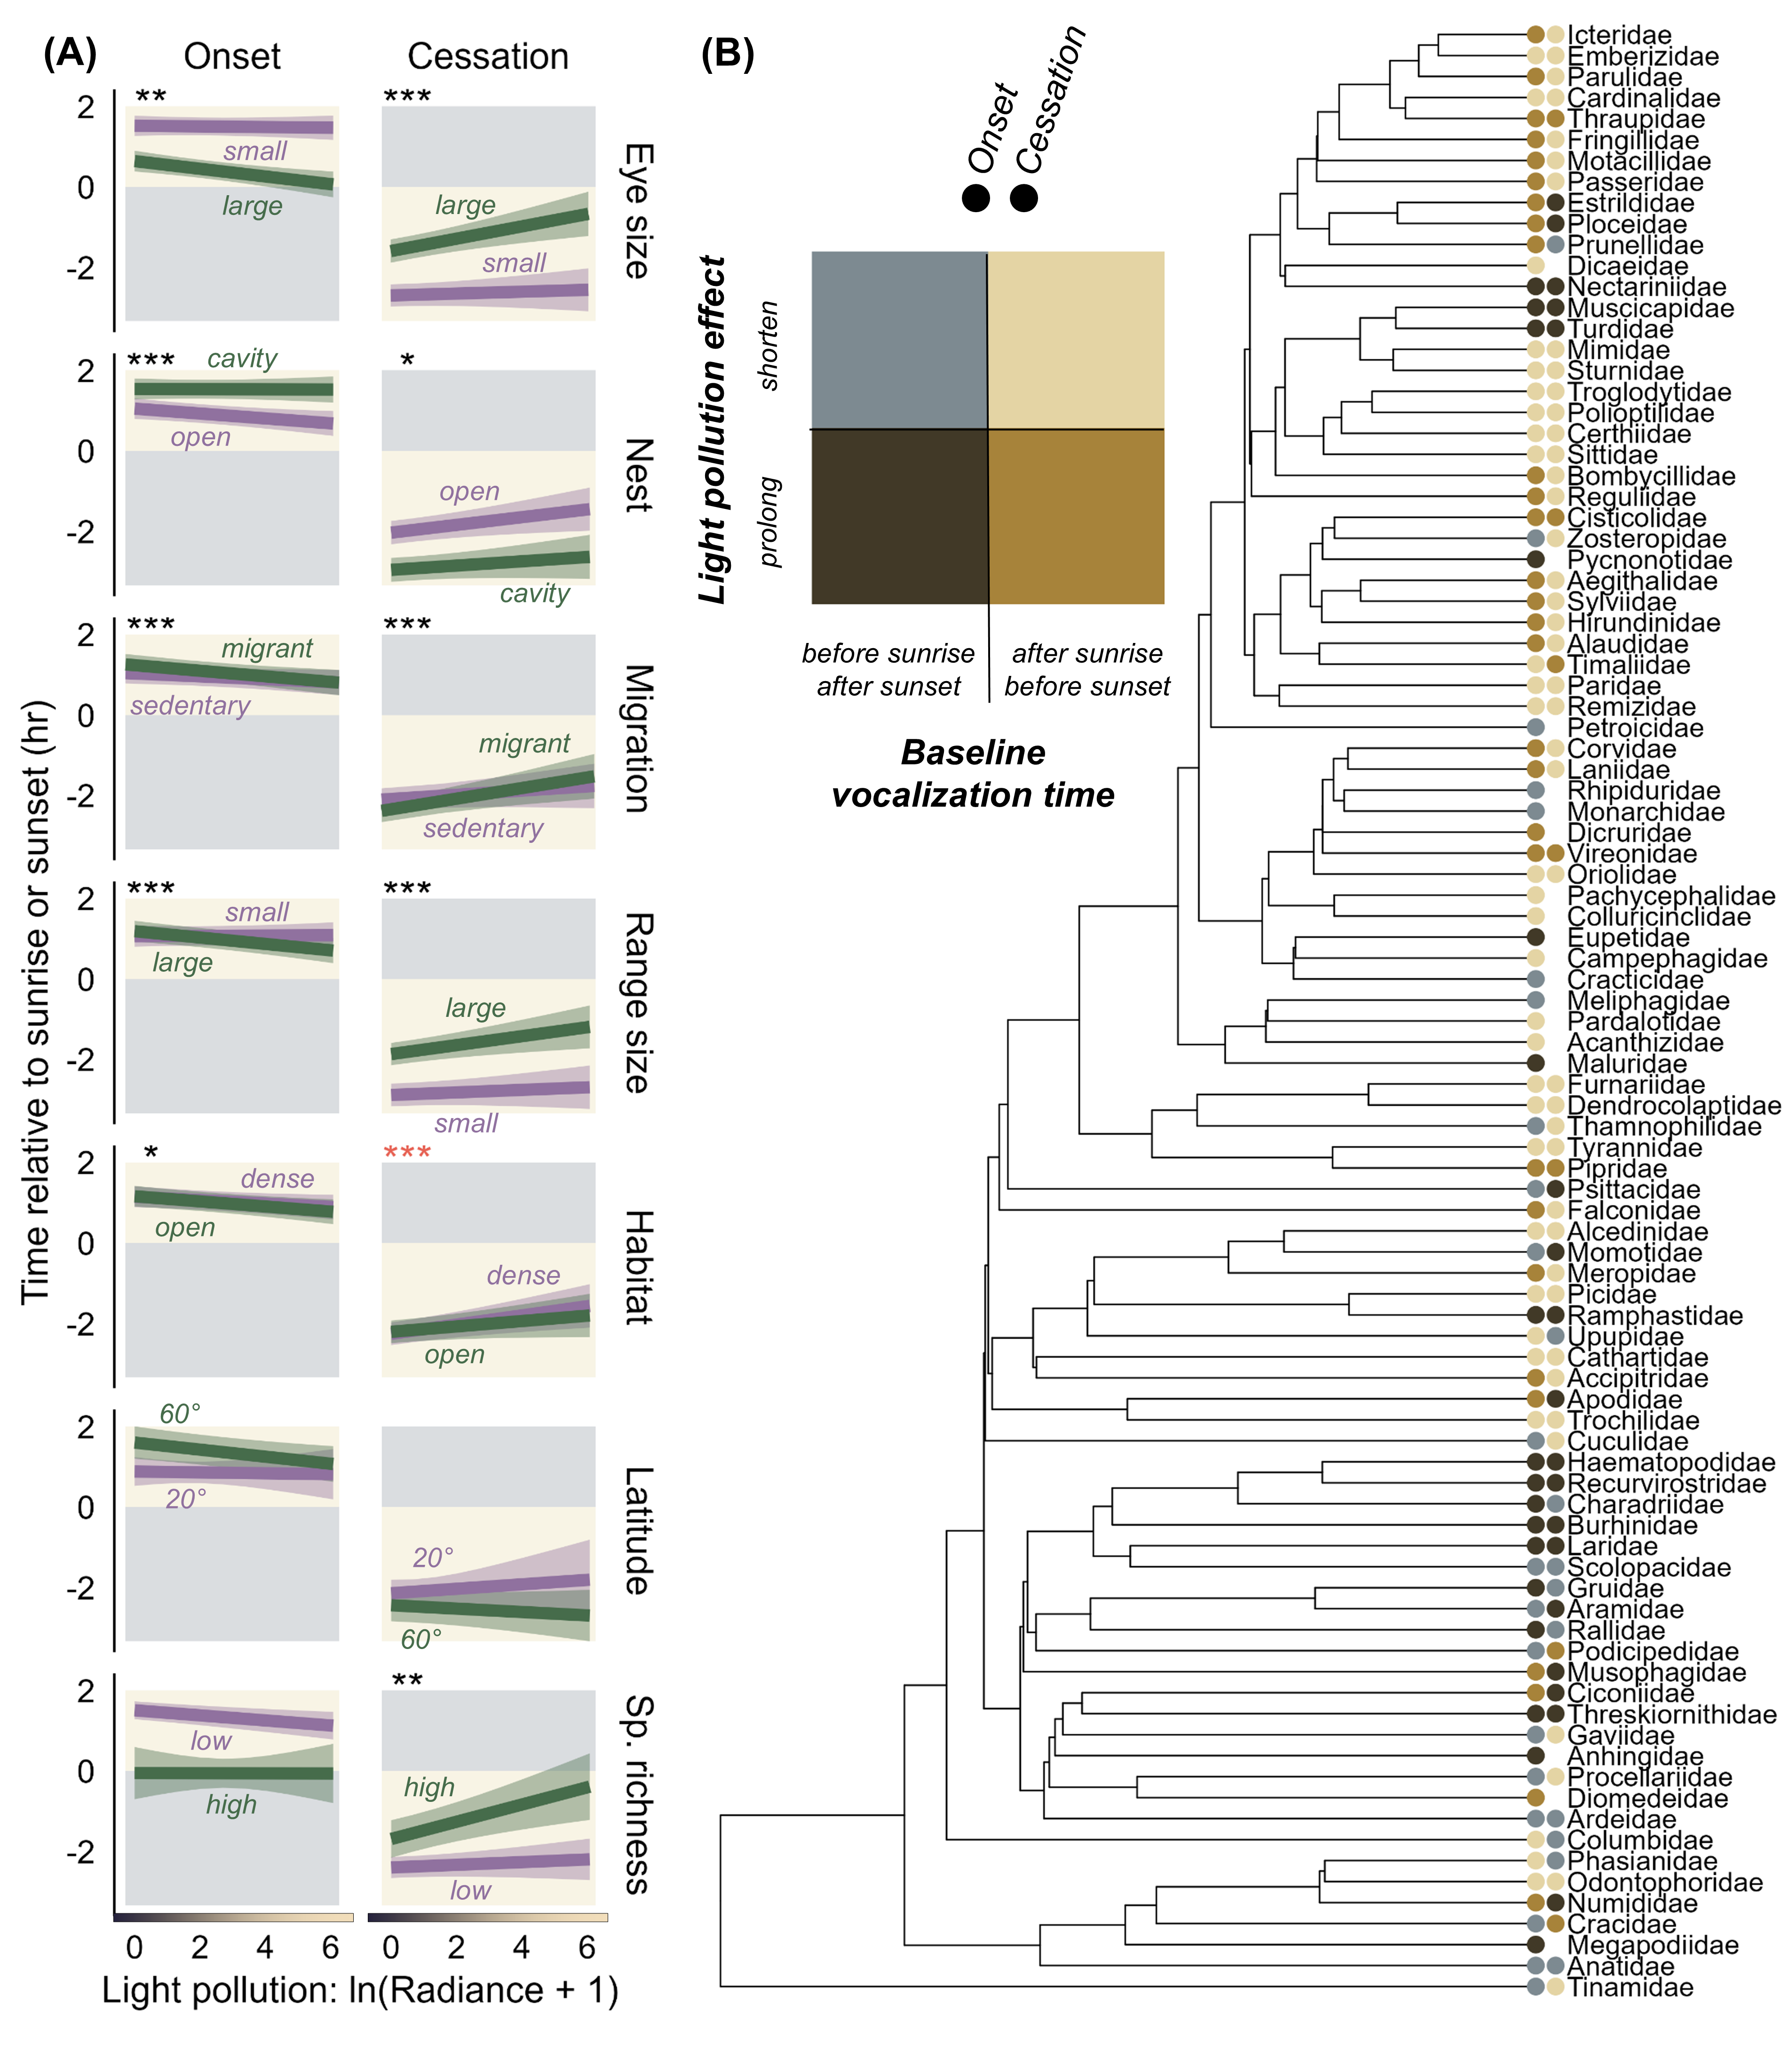 (A)
Onset
Cessation
Time relative to sunrise or sunset (hr)
** ***
2
0
-2
small
large
large
small
Eye size
*** *
2
0
-2
cavity
open
open
cavity
Nest
*** ***
2
0
-2
migrant
sedentary
migrant
sedentary
Migration
*** ***
2
0
-2
small
large
large
small
Range size
* ***
2
0
-2
dense
open
dense
open
Habitat
2
0
-2
60°
20°
20°
60°
Latitude
**
2
0
-2
low
high
high
low
Sp. richness
0 2 4 6 0 2 4 6
Light pollution: ln(Radiance + 1)
(B)
Onset
Cessation
Light pollution effect
shorten
prolong
before sunrise
after sunset
after sunrise
before sunset
Baseline
vocalization time
Icteridae
Emberizidae
Parulidae
Cardinalidae
Thraupidae
Fringillidae
Motacillidae
Passeridae
Estrildidae
Ploceidae
Prunellidae
Dicaeidae
Nectariniidae
Muscicapidae
Turdidae
Mimidae
Sturnidae
Troglodytidae
Polioptilidae
Certhiidae
Sittidae
Bombycillidae
Reguliidae
Cisticolidae
Zosteropidae
Pycnonotidae
Aegithalidae
Sylviidae
Hirundinidae
Alaudidae
Timaliidae
Paridae
Remizidae
Petroicidae
Corvidae
Laniidae
Rhipiduridae
Monarchidae
Dicruridae
Vireonidae
Oriolidae
Pachycephalidae
Colluricinclidae
Eupetidae
Campephagidae
Cracticidae
Meliphagidae
Pardalotidae
Acanthizidae
Maluridae
Furnariidae
Dendrocolaptidae
Thamnophilidae
Tyrannidae
Pipridae
Psittacidae
Falconidae
Alcedinidae
Momotidae
Meropidae
Picidae
Ramphastidae
Upupidae
Cathartidae
Accipitridae
Apodidae
Trochilidae
Cuculidae
Haematopodidae
Recurvirostridae
Charadriidae
Burhinidae
Laridae
Scolopacidae
Gruidae
Aramidae
Rallidae
Podicipedidae
Musophagidae
Ciconiidae
Threskiornithidae
Gaviidae
Anhingidae
Procellariidae
Diomedeidae
Ardeidae
Columbidae
Phasianidae
Odontophoridae
Numididae
Cracidae
Megapodiidae
Anatidae
Tinamidae